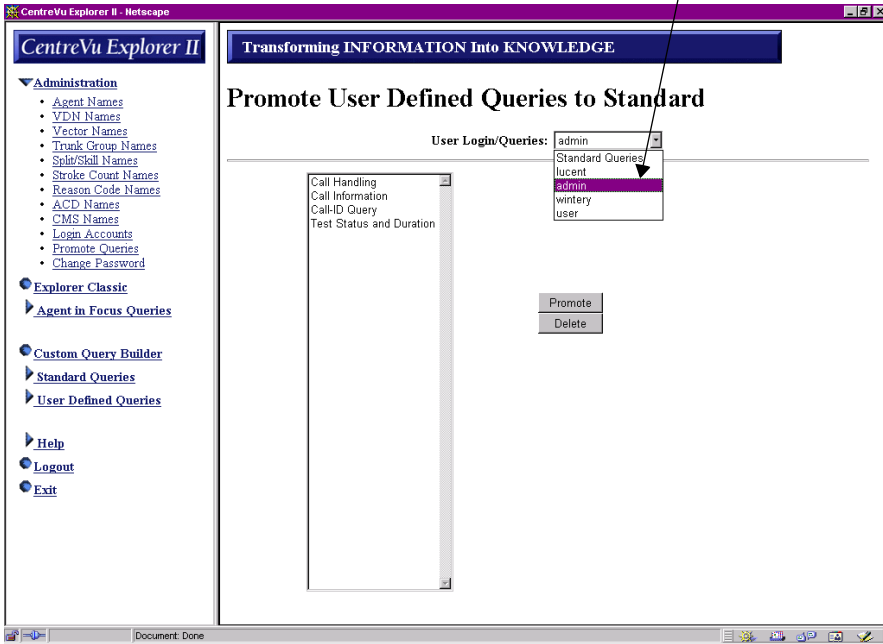 CentreVu Explorer II - Netscape
CentreVu Explorer II
Administration
Agent Names
VDN Names
Vector Names
Trunk Group Names
Split/Skill Names
Stroke Count Names
Reason Code Names
ACD Names
CMS Names
Login Accounts
Promote Queries
Change Password
Explorer Classic
Agent in Focus Queries
Custom Query Builder
Standard Queries
User Defined Queries
Help
Logout
Exit
Transforming INFORMATION Into KNOWLEDGE
Promote User Defined Queries to Standard
User Login/Queries: admin
Standard Queries
lucent
admin
wintery
user
Call Handling
Call Information
Call-ID Query
Test Status and Duration
Promote
Delete
Document: Done